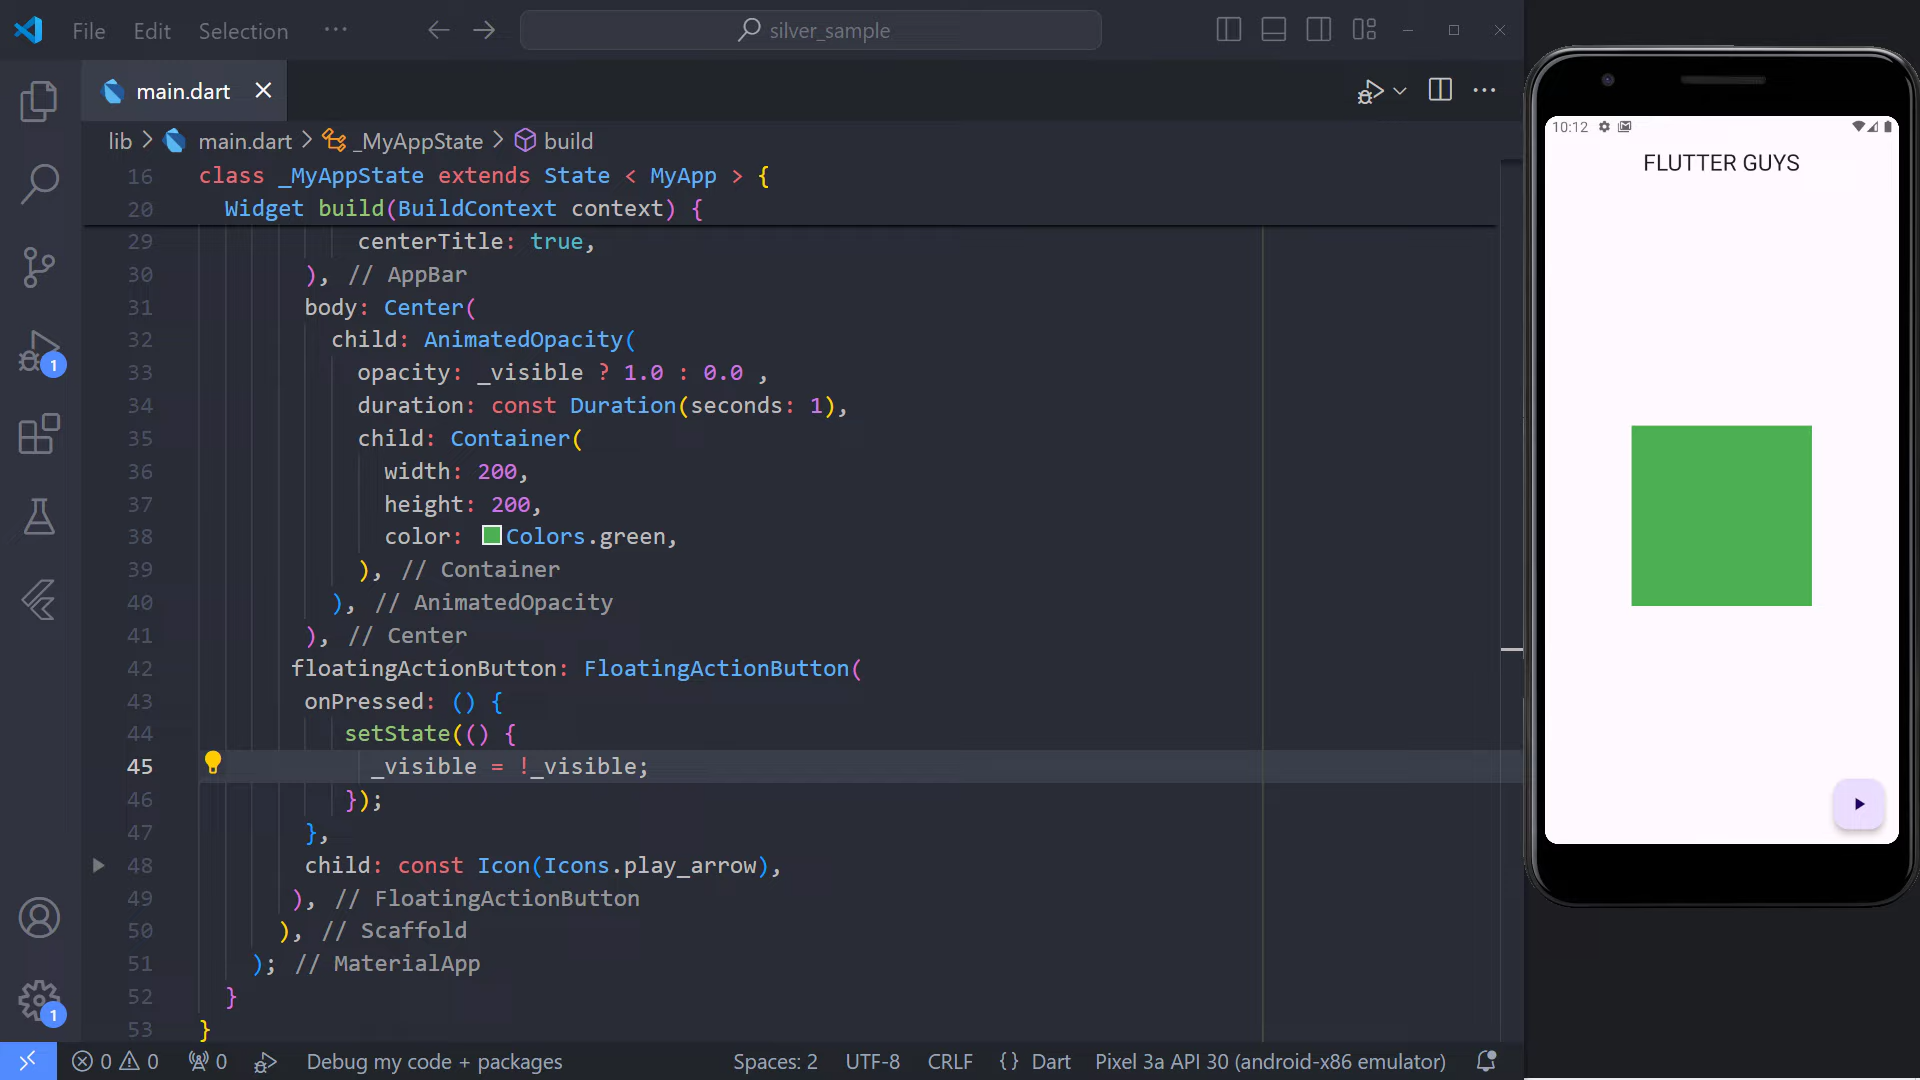 File Edit Selection ··· silver_sample
main.dart
lib > main.dart > _MyAppState > build
16 class _MyAppState extends State < MyApp > {
20 Widget build(BuildContext context) {
29 centerTitle: true,
30 ), // AppBar
31 body: Center(
32 child: AnimatedOpacity(
33 opacity: _visible ? 1.0 : 0.0 ,
34 duration: const Duration(seconds: 1),
35 child: Container(
36 width: 200,
37 height: 200,
38 color: Colors.green,
39 ), // Container
40 ), // AnimatedOpacity
41 ), // Center
42 floatingActionButton: FloatingActionButton(
43 onPressed: () {
44 setState(() {
45 _visible = !_visible;
46 });
47 },
48 child: const Icon(Icons.play_arrow),
49 ), // FloatingActionButton
50 ), // Scaffold
51 ); // MaterialApp
52 }
53 }
1
1
0 0 0 Debug my code + packages Spaces: 2 UTF-8 CRLF {} Dart Pixel 3a API 30 (android-x86 emulator)
10:12
FLUTTER GUYS